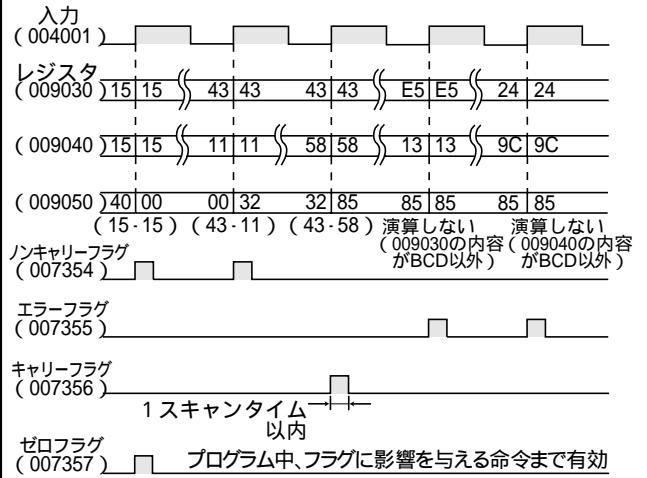 入力
(004001)
レジスタ
(009030) 15 15 43 43 43 43 E5 E5 24 24
(009040) 15 15 11 11 58 58 13 13 9C 9C
(009050) 40 00 00 32 32 85 85 85 85 85
(15-15) (43-11) (43-58) 演算しない 演算しない
(009030の内容 (009040の内容
がBCD以外) がBCD以外)
ノンキャリーフラグ
(007354)
エラーフラグ
(007355)
キャリーフラグ
(007356)
1スキャンタイム
以内
ゼロフラグ
(007357) プログラム中、フラグに影響を与える命令まで有効